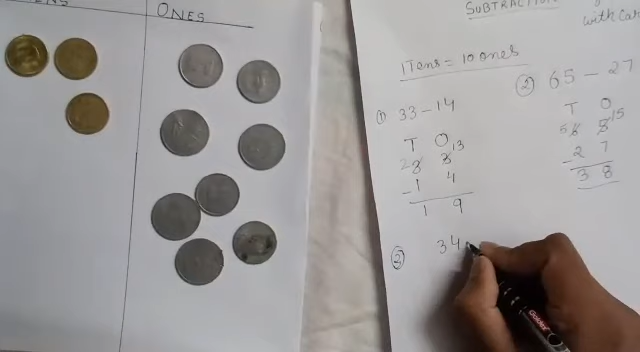 ONES
SUBTRACTION
with Car
1 Tens = 10 ones
① 33-14
T O
2 3 3 13
- 1 4
1 9
② 65-27
T O
5 6 5 15
- 2 7
3 8
③ 34